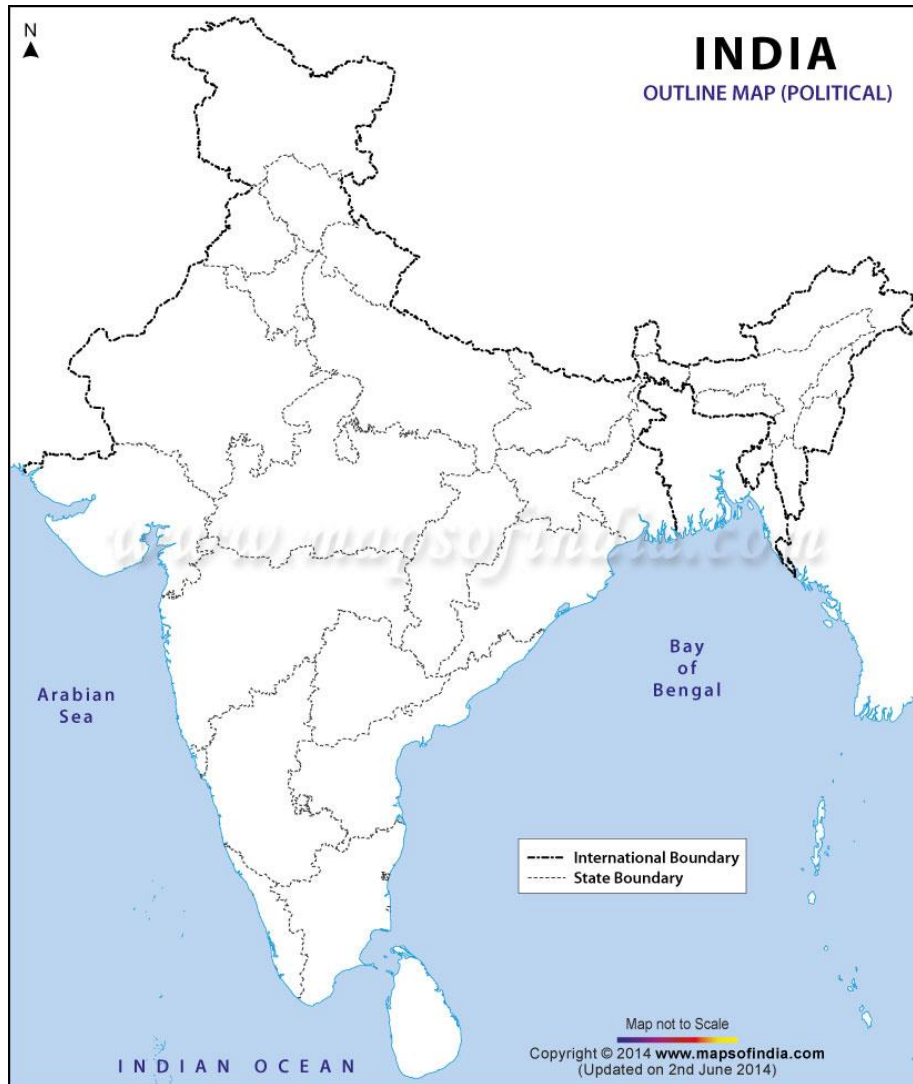 N
INDIA
OUTLINE MAP (POLITICAL)
www.mapsofindia.com
Arabian
Sea
Bay
of
Bengal
International Boundary
State Boundary
Map not to Scale
Copyright © 2014 www.mapsofindia.com
(Updated on 2nd June 2014)
INDIAN OCEAN